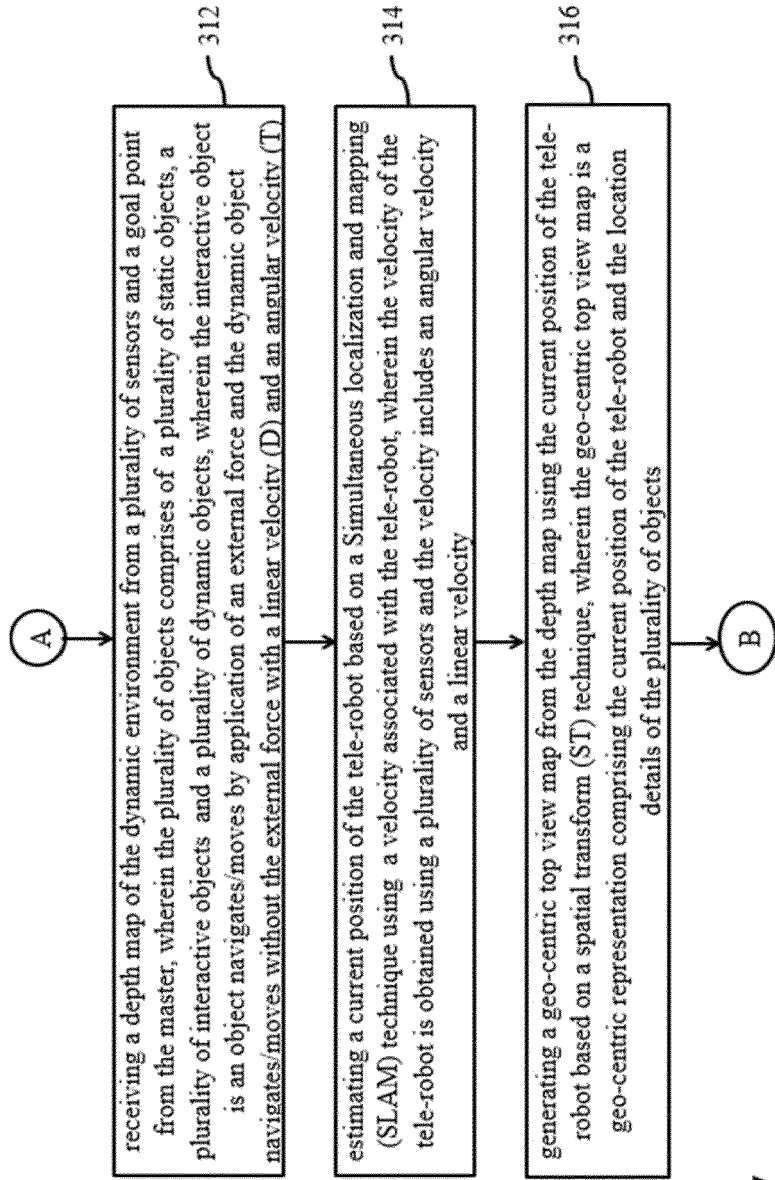 A
receiving a depth map of the dynamic environment from a plurality of sensors and a goal point
from the master, wherein the plurality of objects comprises of a plurality of static objects, a
plurality of interactive objects and a plurality of dynamic objects, wherein the interactive object
is an object navigates/moves by application of an external force and the dynamic object
navigates/moves without the external force with a linear velocity (D) and an angular velocity (T)
312
estimating a current position of the tele-robot based on a Simultaneous localization and mapping
(SLAM) technique using a velocity associated with the tele-robot, wherein the velocity of the
tele-robot is obtained using a plurality of sensors and the velocity includes an angular velocity
and a linear velocity
314
generating a geo-centric top view map from the depth map using the current position of the tele-
robot based on a spatial transform (ST) technique, wherein the geo-centric top view map is a
geo-centric representation comprising the current position of the tele-robot and the location
details of the plurality of objects
316
B